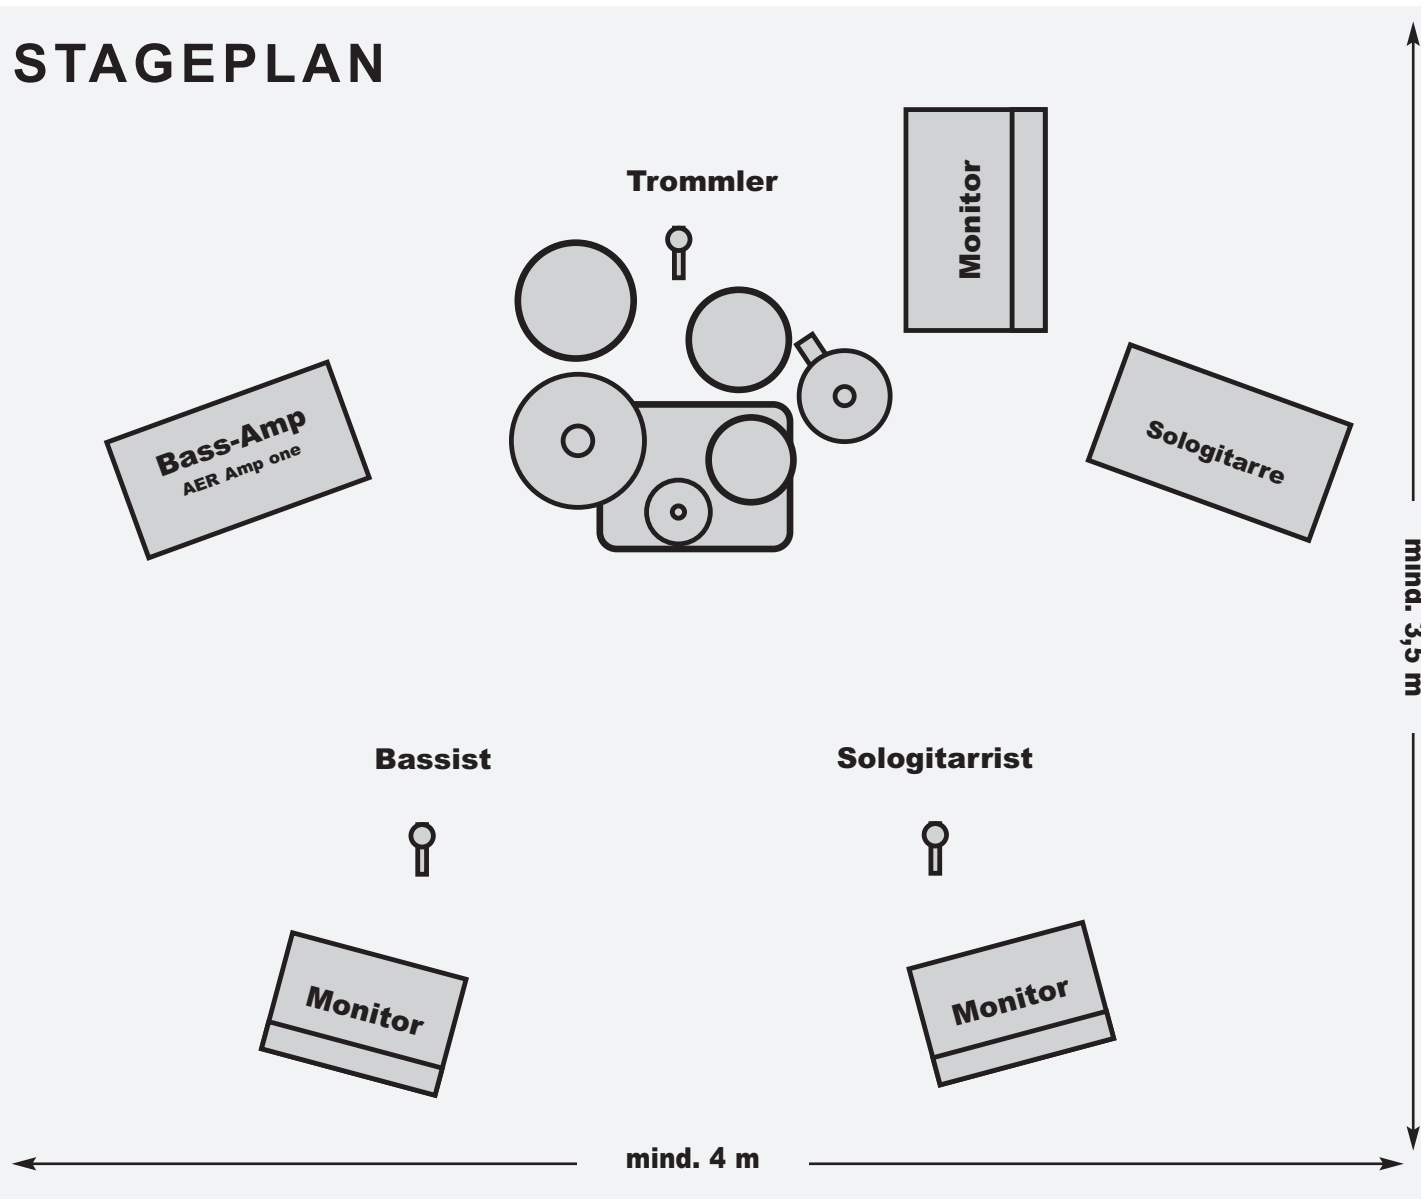 STAGEPLAN
Monitor
Trommler
Bass-Amp
AER Amp one
Sologitarre
mind. 3,5 m
Bassist
Sologitarrist
Monitor
Monitor
mind. 4 m